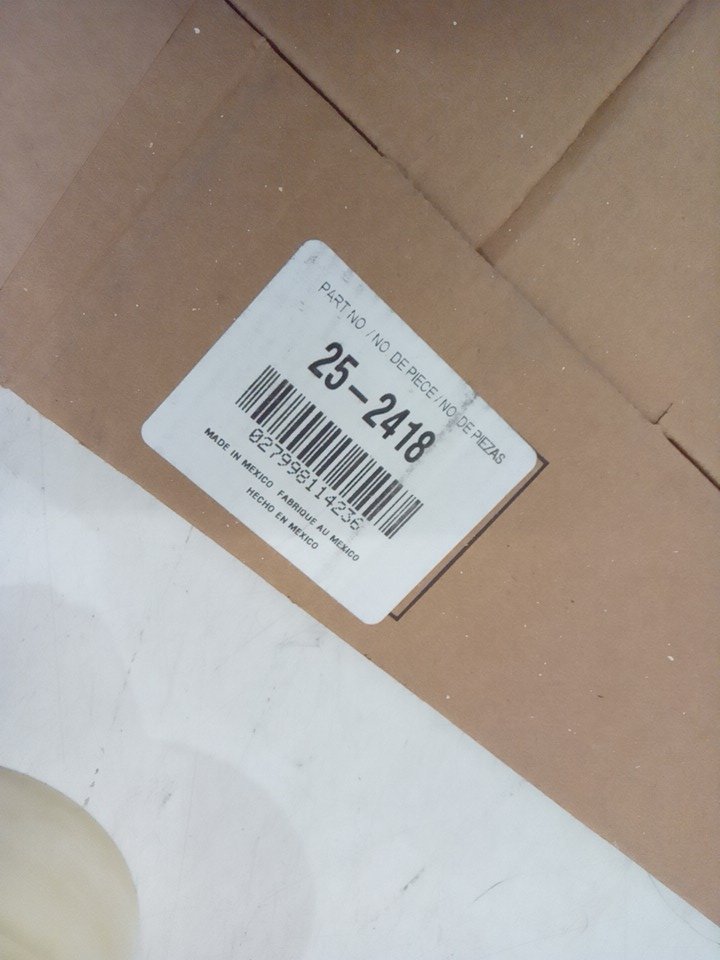 PART NO / NO DE PIECE / NO DE PIEZAS
25-2418
027998114236
MADE IN MEXICO FABRIQUE AU MEXICO
HECHO EN MEXICO